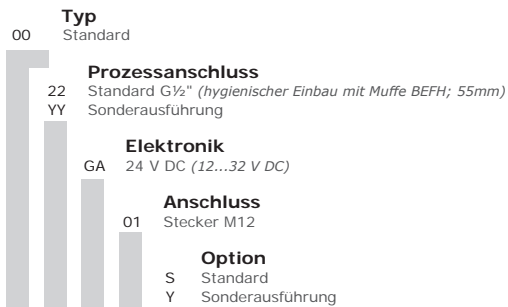 Typ
00 Standard
Prozessanschluss
22 Standard G½" (hygienischer Einbau mit Muffe BEFH; 55mm)
YY Sonderausführung
Elektronik
GA 24 V DC (12...32 V DC)
Anschluss
01 Stecker M12
Option
S Standard
Y Sonderausführung